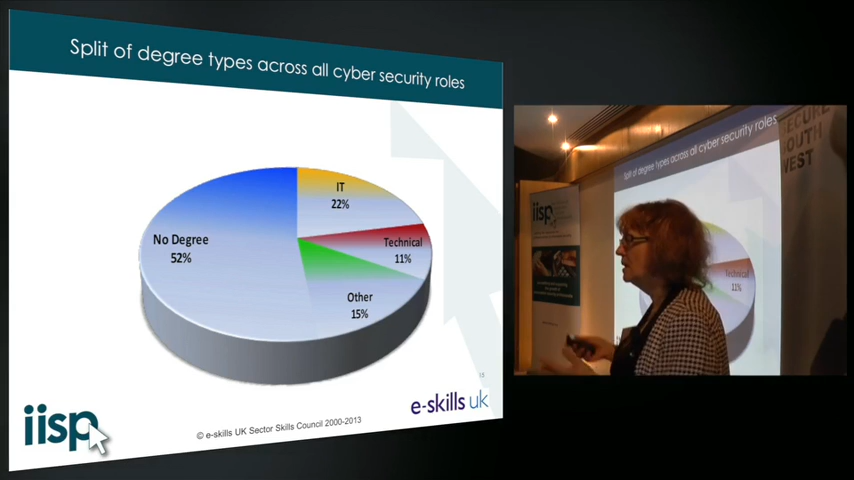 Split of degree types across all cyber security roles
IT
22%
No Degree
52%
Technical
11%
Other
15%
iisp
© e-skills UK Sector Skills Council 2000-2013
e-skills uk
Split of degree types across all cyber security roles
SECURE
SOUTH
WEST
iisp
Technical
11%